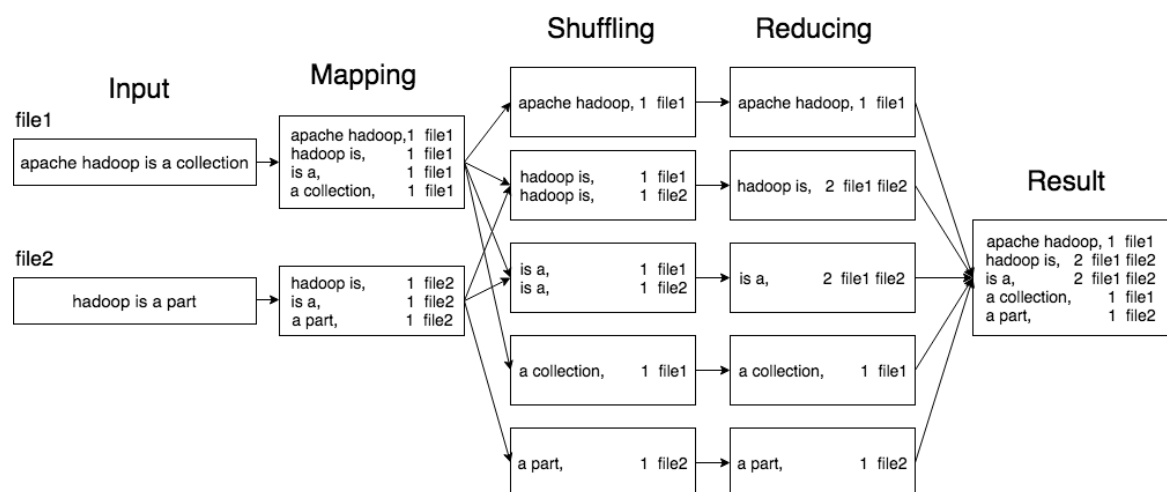 Input
file1
apache hadoop is a collection
file2
hadoop is a part
Mapping
apache hadoop,1 file1
hadoop is, 1 file1
is a, 1 file1
a collection, 1 file1
hadoop is, 1 file2
is a, 1 file2
a part, 1 file2
Shuffling
apache hadoop, 1 file1
hadoop is, 1 file1
hadoop is, 1 file2
is a, 1 file1
is a, 1 file2
a collection, 1 file1
a part, 1 file2
Reducing
apache hadoop, 1 file1
hadoop is, 2 file1 file2
is a, 2 file1 file2
a collection, 1 file1
a part, 1 file2
Result
apache hadoop, 1 file1
hadoop is, 2 file1 file2
is a, 2 file1 file2
a collection, 1 file1
a part, 1 file2